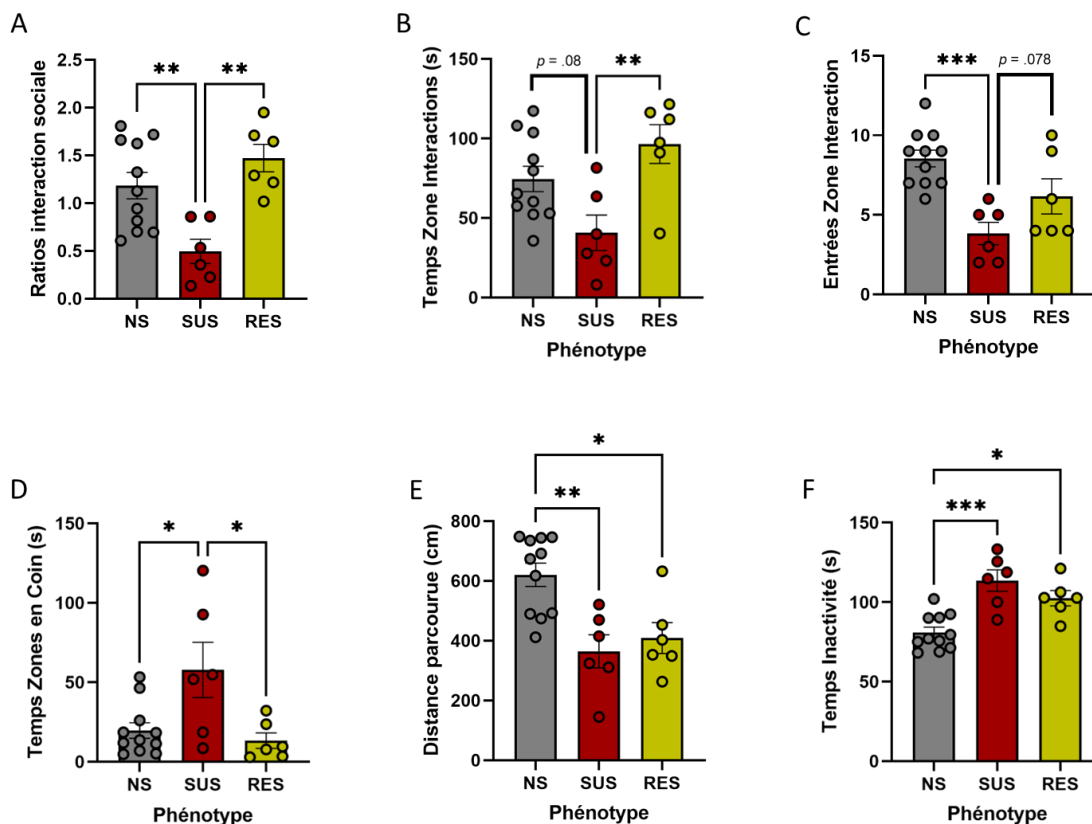 A
Ratios interaction sociale
2.5
2.0
1.5
1.0
0.5
0.0
** **
NS SUS RES
B
Temps Zone Interactions (s)
150
100
50
0
p = .08 **
NS SUS RES
Phénotype
C
Entrées Zone Interaction
15
10
5
0
*** p = .078
NS SUS RES
Phénotype
D
Temps Zones en Coin (s)
150
100
50
0
* *
NS SUS RES
Phénotype
E
Distance parcourue (cm)
800
600
400
200
0
*
**
NS SUS RES
Phénotype
F
Temps Inactivité (s)
150
100
50
0
*
***
NS SUS RES
Phénotype